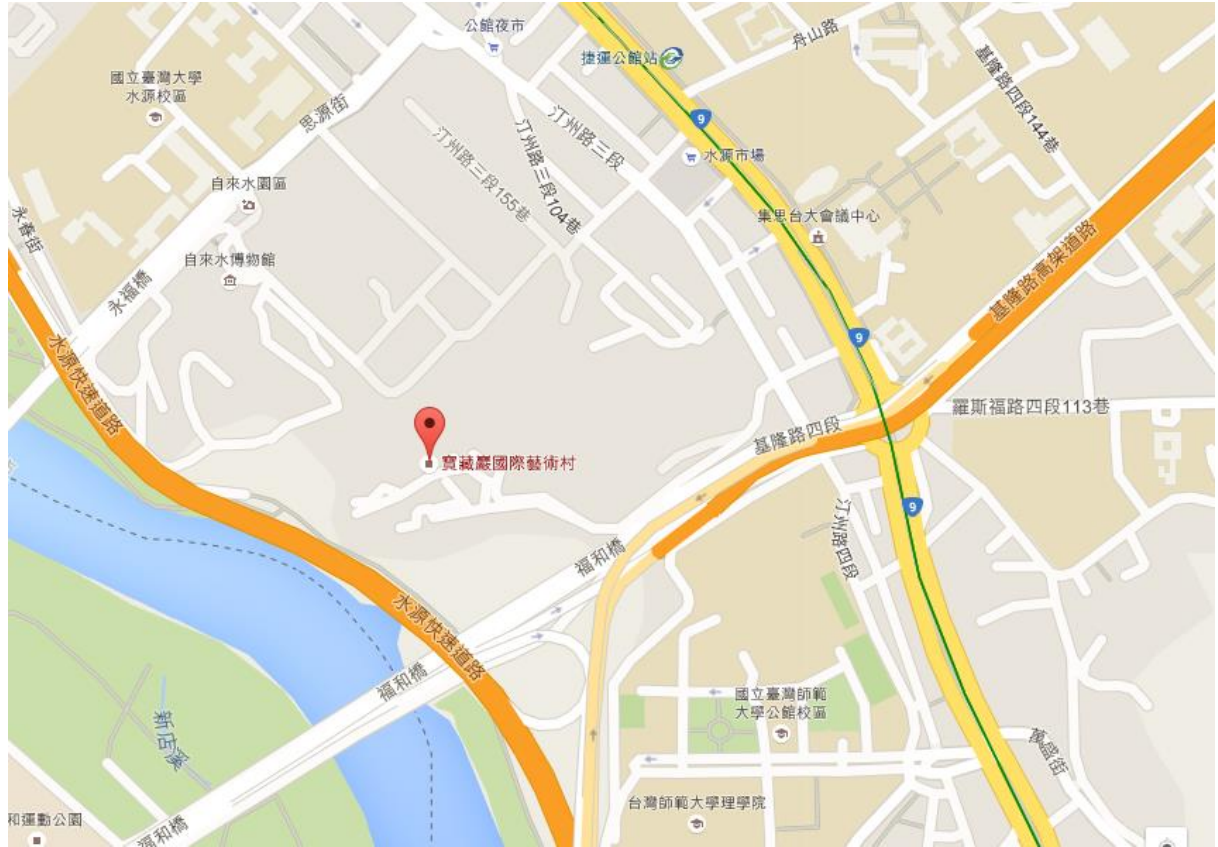 公館夜市
舟山路
捷運公館站
基隆路四段144巷
國立臺灣大學
水源校區
思源街
汀州路三段
汀州路三段155巷
汀州路三段104巷
9
水源市場
自來水園區
永春街
集思台大會議中心
自來水博物館
基隆路高架道路
永福橋
9
水源快速道路
羅斯福路四段113巷
基隆路四段
寶藏巖國際藝術村
9
汀州路四段
福和橋
水源快速道路
福和橋
國立臺灣師範
大學公館校區
新店溪
萬盛街
台灣師範大學理學院
和運動公園
福和橋